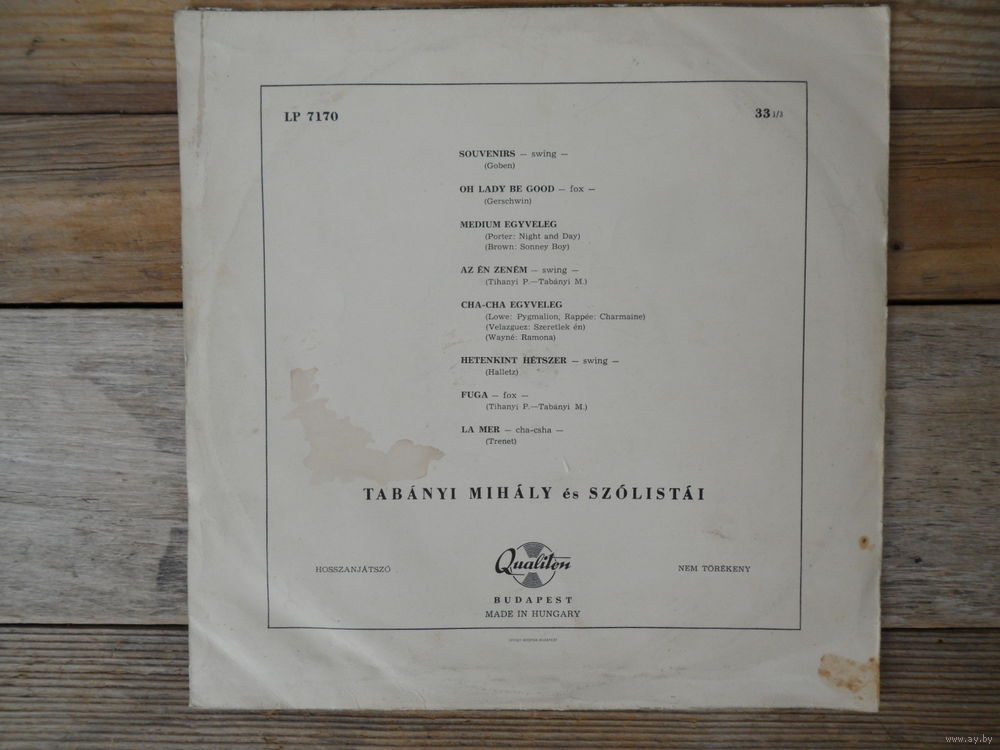 LP 7170
33 1/3
SOUVENIRS — swing —
(Goben)
OH LADY BE GOOD — fox —
(Gerschwin)
MEDIUM EGYVELEG
(Porter: Night and Day)
(Brown: Sonney Boy)
AZ ÉN ZENÉM — swing —
(Tihanyi P.—Tabányi M.)
CHA-CHA EGYVELEG
(Lowe: Pygmalion, Rappée: Charmaine)
(Velazguez: Szeretlek én)
(Wayné: Ramona)
HETENKINT HÉTSZER — swing —
(Halletz)
FUGA — fox —
(Tihanyi P.—Tabányi M.)
LA MER — cha-csha —
(Trenet)
TABÁNYI MIHÁLY és SZÓLISTÁI
Qualiton
HOSSZANJÁTSZÓ
NEM TÖRÉKENY
BUDAPEST
MADE IN HUNGARY
www.ay.by